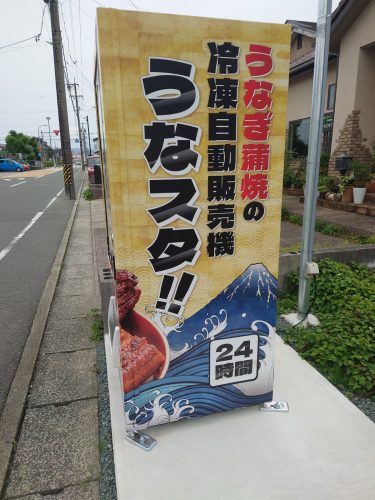 うなぎ蒲焼の
冷凍自動販売機
うなスタ!!
24
時間